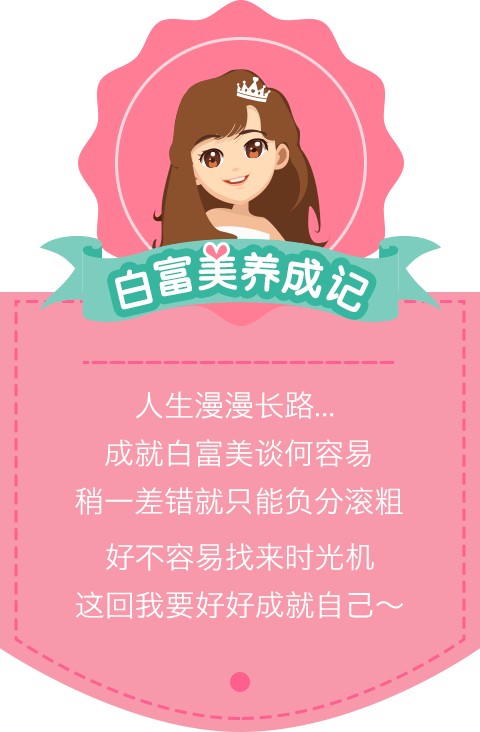 白富美养成记
人生漫漫长路...
成就白富美谈何容易
稍一差错就只能负分滚粗
好不容易找来时光机
这回我要好好成就自己～